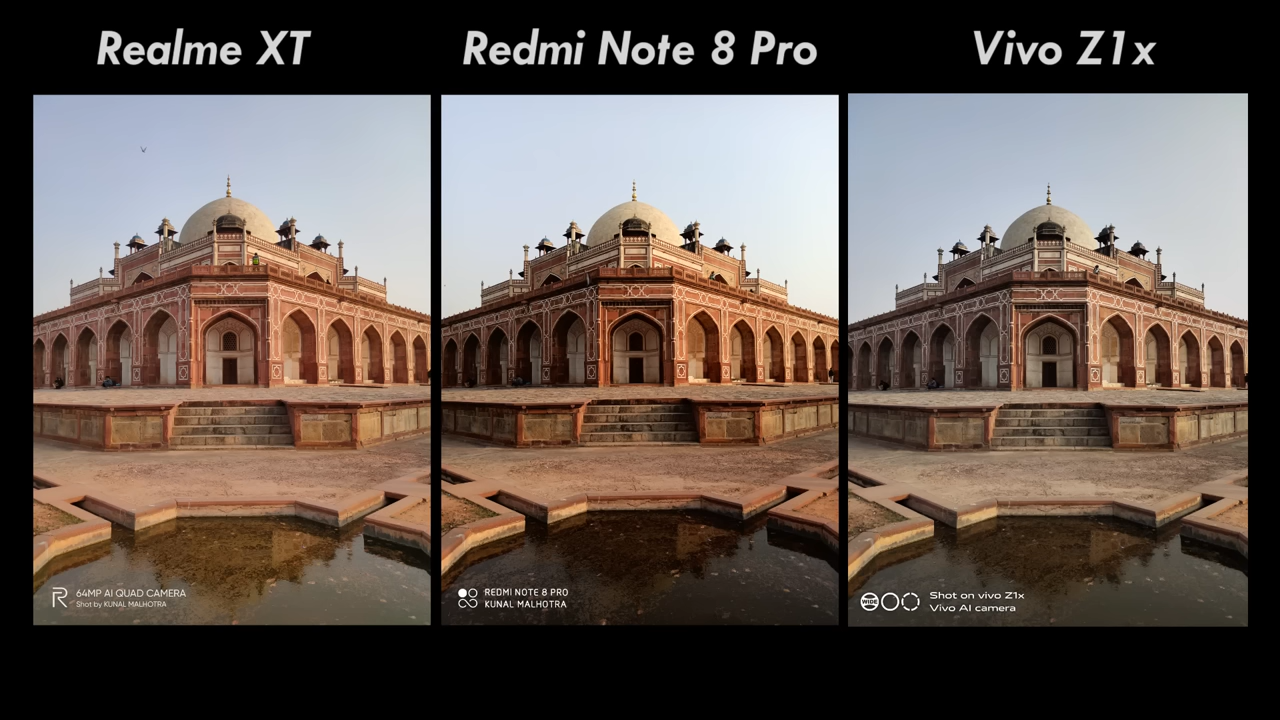 Realme XT
Redmi Note 8 Pro
Vivo Z1x
64MP AI QUAD CAMERA
Shot by KUNAL MALHOTRA
REDMI NOTE 8 PRO
KUNAL MALHOTRA
WIDE
Shot on vivo Z1x
Vivo AI camera